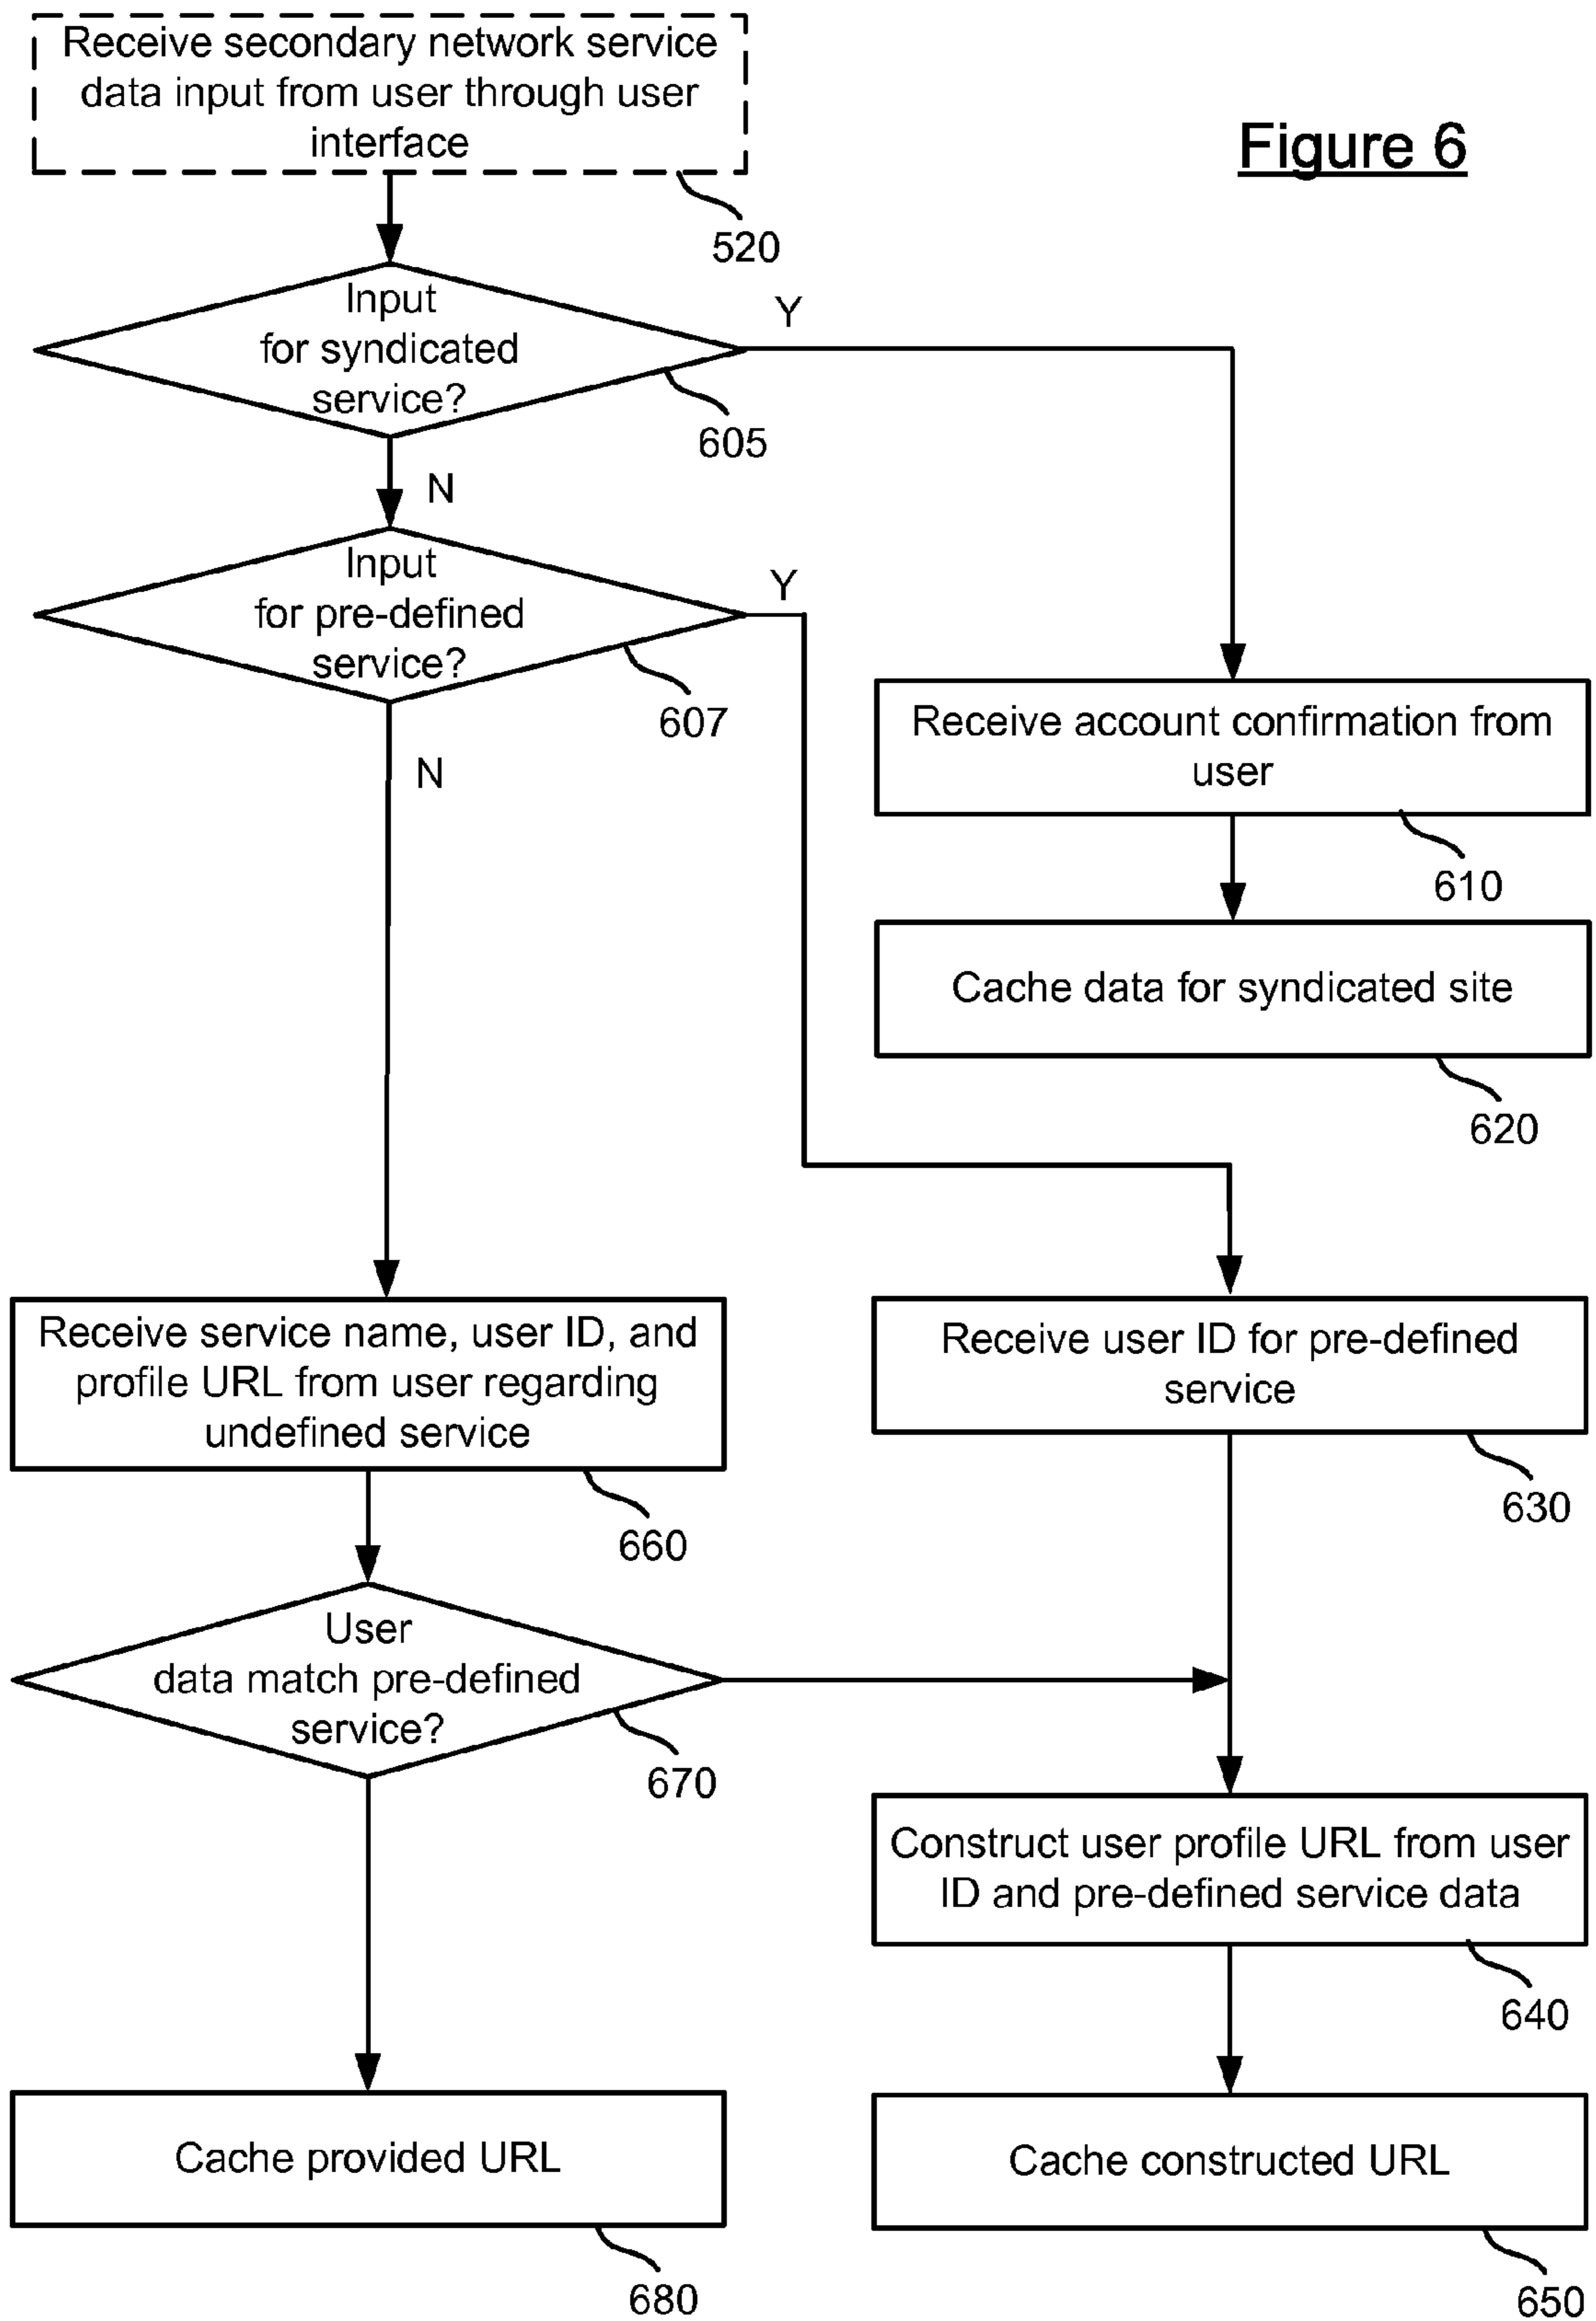 Receive secondary network service
data input from user through user
interface
Figure 6
520
Input
for syndicated
service?
Y
605
N
Input
for pre-defined
service?
Y
607
N
Receive account confirmation from
user
610
Cache data for syndicated site
620
Receive service name, user ID, and
profile URL from user regarding
undefined service
660
Receive user ID for pre-defined
service
630
User
data match pre-defined
service?
670
Construct user profile URL from user
ID and pre-defined service data
640
Cache provided URL
680
Cache constructed URL
650